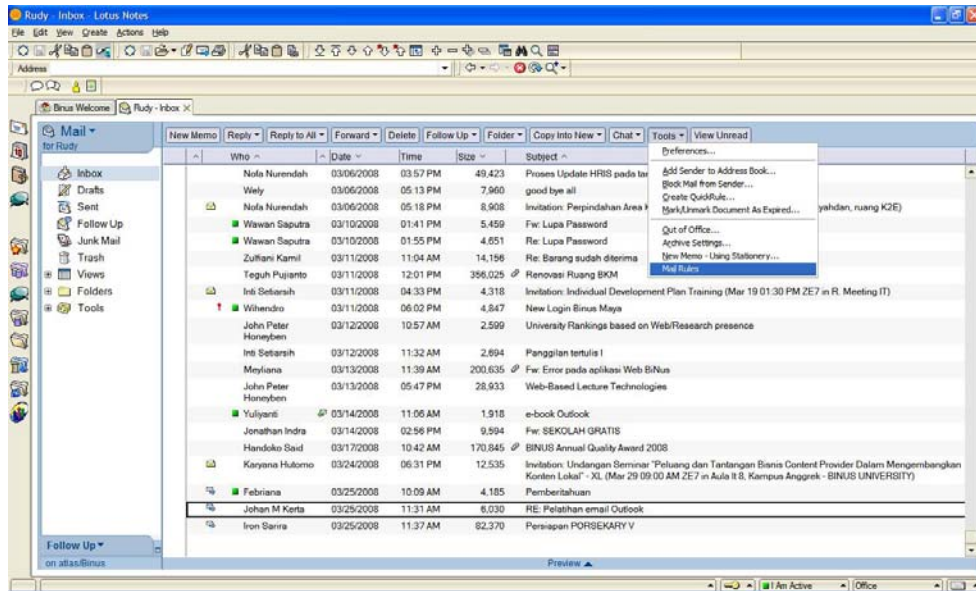 Rudy - Inbox - Lotus Notes
File Edit View Create Actions Help
Address
Binus Welcome Rudy - Inbox
Mail
for Rudy
Inbox
Drafts
Sent
Follow Up
Junk Mail
Trash
Views
Folders
Tools
New Memo Reply Reply to All Forward Delete Follow Up Folder Copy Into New Chat Tools View Unread
Who Date Time Size Subject
Nofa Nurendah 03/06/2008 03:57 PM 49,423 Proses Update HRIS pada
Wely 03/06/2008 05:13 PM 7,960 good bye all
Nofa Nurendah 03/06/2008 05:18 PM 8,908 Invitation: Perpindahan Area yahdan, ruang K2E)
Wawan Saputra 03/10/2008 01:41 PM 5,459 Fw: Lupa Password
Wawan Saputra 03/10/2008 01:55 PM 4,651 Re: Lupa Password
Zulfiani Kamil 03/11/2008 11:04 AM 14,156 Re: Barang sudah diterima
Teguh Pujianto 03/11/2008 12:01 PM 356,025 Renovasi Ruang BKM
Inti Setiarsih 03/11/2008 04:33 PM 4,318 Invitation: Individual Development Plan Training (Mar 19 01:30 PM ZE7 in R. Meeting IT)
Wihendro 03/11/2008 06:02 PM 4,847 New Login Binus Maya
John Peter Honeyben 03/12/2008 10:57 AM 2,599 University Rankings based on Web/Research presence
Inti Setiarsih 03/12/2008 11:32 AM 2,694 Panggilan tertulis I
Meyliana 03/13/2008 11:39 AM 200,635 Fw: Error pada aplikasi Web BiNus
John Peter Honeyben 03/13/2008 05:47 PM 28,933 Web-Based Lecture Technologies
Yuliyanti 03/14/2008 11:06 AM 1,918 e-book Outlook
Jonathan Indra 03/14/2008 02:56 PM 9,594 Fw: SEKOLAH GRATIS
Handoko Said 03/17/2008 10:42 AM 170,845 BINUS Annual Quality Award 2008
Karyana Hutomo 03/24/2008 06:31 PM 12,535 Invitation: Undangan Seminar "Peluang dan Tantangan Bisnis Content Provider Dalam Mengembangkan
Konten Lokal" - XL (Mar 29 09:00 AM ZE7 in Aula lt 8, Kampus Anggrek - BINUS UNIVERSITY)
Febriana 03/25/2008 10:09 AM 4,185 Pemberitahuan
Johan M Kerta 03/25/2008 11:31 AM 6,030 RE: Pelatihan email Outlook
Iron Sarira 03/25/2008 11:37 AM 82,370 Persiapan PORSEKARY V
Preferences...
Add Sender to Address Book...
Block Mail from Sender...
Create QuickRule...
Mark/Unmark Document As Expired...
Out of Office...
Archive Settings...
New Memo - Using Stationery...
Mail Rules
Follow Up
on atlas/Binus
Preview
I Am Active Office